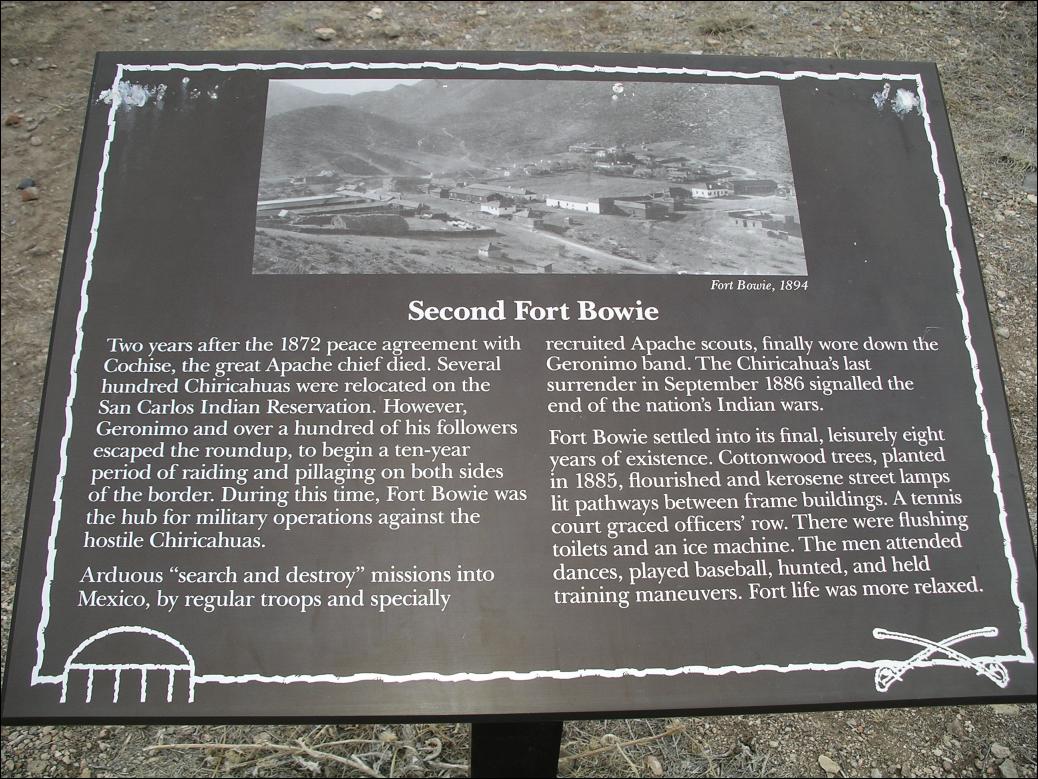 Fort Bowie, 1894
Second Fort Bowie
Two years after the 1872 peace agreement with
Cochise, the great Apache chief died. Several
hundred Chiricahuas were relocated on the
San Carlos Indian Reservation. However,
Geronimo and over a hundred of his followers
escaped the roundup, to begin a ten-year
period of raiding and pillaging on both sides
of the border. During this time, Fort Bowie was
the hub for military operations against the
hostile Chiricahuas.
Arduous “search and destroy” missions into
Mexico, by regular troops and specially
recruited Apache scouts, finally wore down the
Geronimo band. The Chiricahua’s last
surrender in September 1886 signalled the
end of the nation’s Indian wars.
Fort Bowie settled into its final, leisurely eight
years of existence. Cottonwood trees, planted
in 1885, flourished and kerosene street lamps
lit pathways between frame buildings. A tennis
court graced officers’ row. There were flushing
toilets and an ice machine. The men attended
dances, played baseball, hunted, and held
training maneuvers. Fort life was more relaxed.